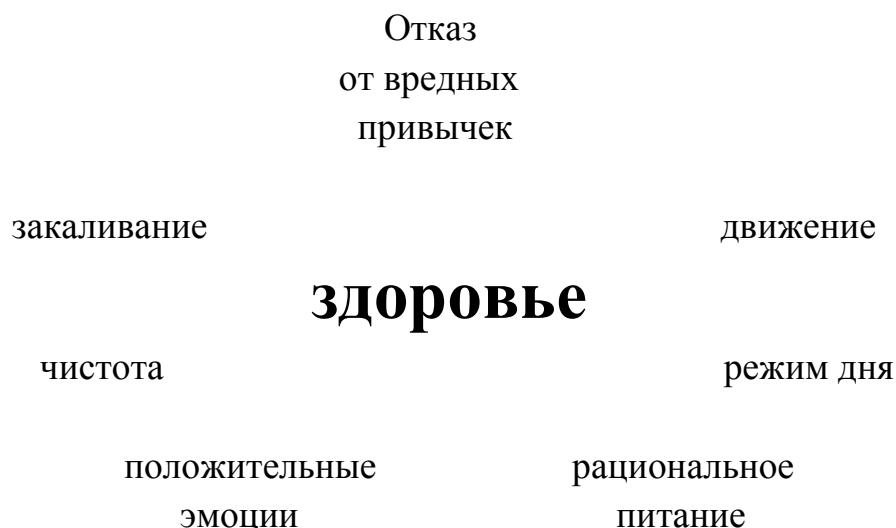 Отказ
от вредных
привычек
закаливание
движение
здоровье
чистота
режим дня
положительные
эмоции
рациональное
питание